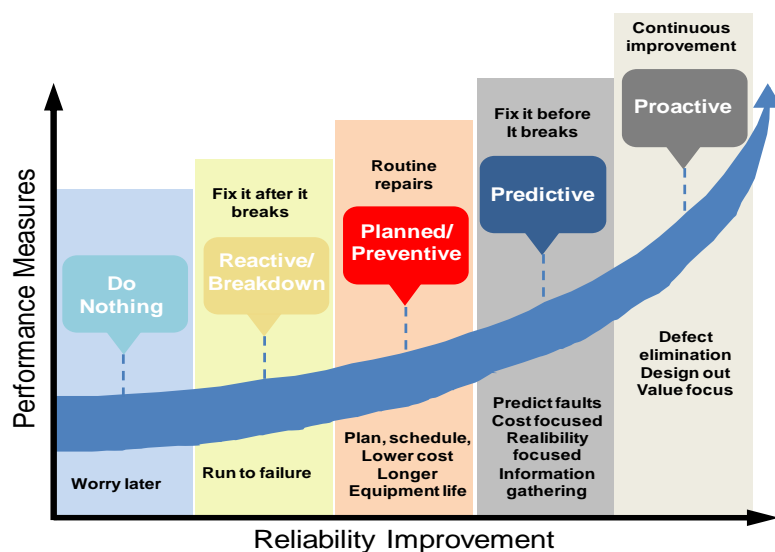 Performance Measures
Do
Nothing
Worry later
Fix it after it
breaks
Reactive/
Breakdown
Run to failure
Routine
repairs
Planned/
Preventive
Plan, schedule,
Lower cost
Longer
Equipment life
Fix it before
It breaks
Predictive
Predict faults
Cost focused
Realibility
focused
Information
gathering
Continuous
improvement
Proactive
Defect
elimination
Design out
Value focus
Reliability Improvement